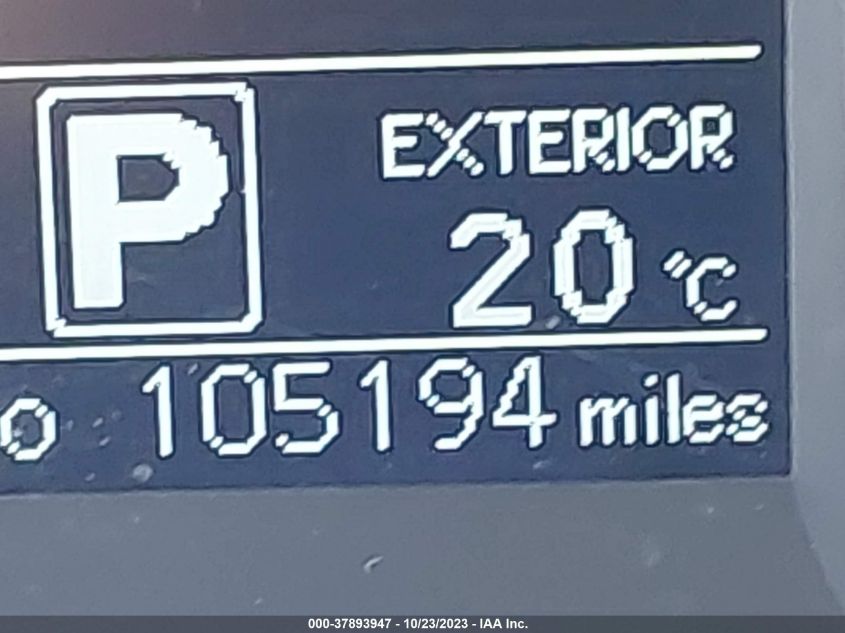 P
EXTERIOR
20 °C
o 105194 miles
000-37893947 - 10/23/2023 - IAA Inc.